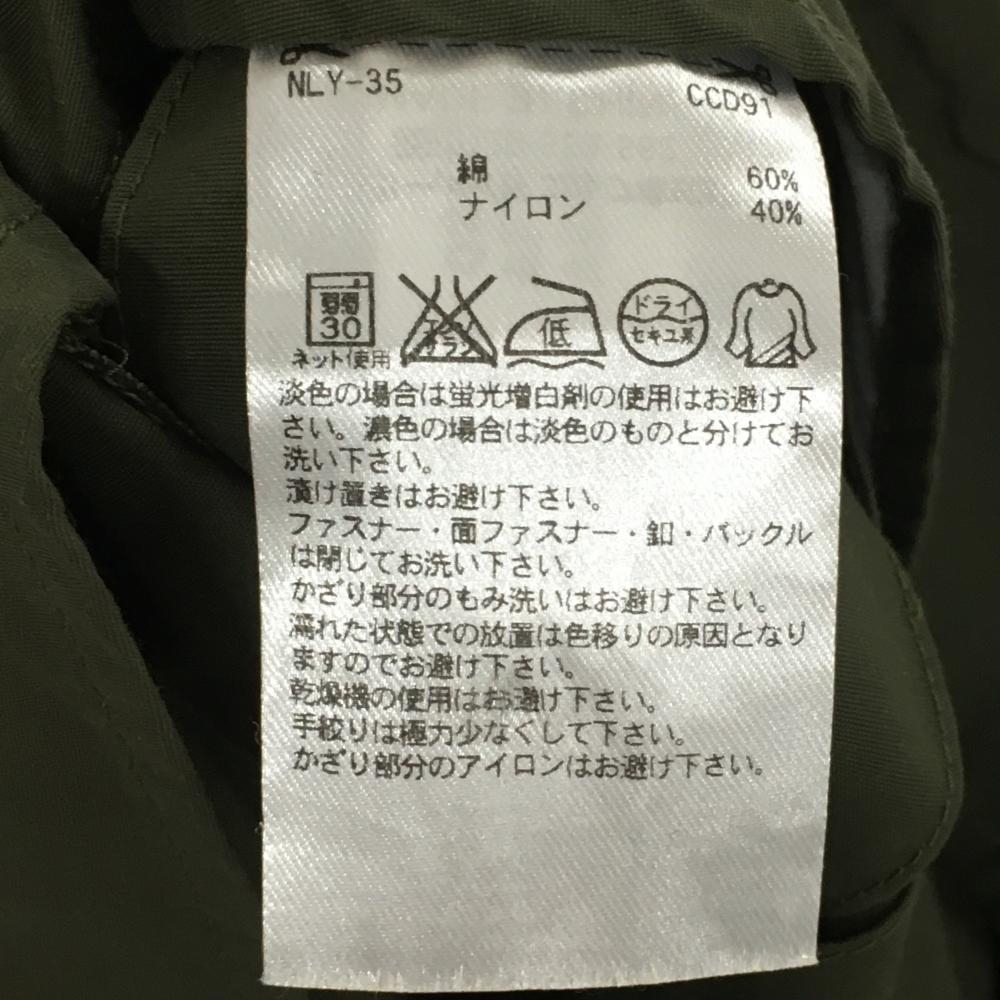 NLY-35 CCD91
綿 60%
ナイロン 40%
弱
30
ネット使用
エンソ
サラシ
低
ドライ
セキユ系
淡色の場合は蛍光増白剤の使用はお避け下
さい。濃色の場合は淡色のものと分けてお
洗い下さい。
漬け置きはお避け下さい。
ファスナー・面ファスナー・釦・バックル
は閉じてお洗い下さい。
かざり部分のもみ洗いはお避け下さい。
濡れた状態での放置は色移りの原因となり
ますのでお避け下さい。
乾燥機の使用はお避け下さい。
手絞りは極力少なくして下さい。
かざり部分のアイロンはお避け下さい。